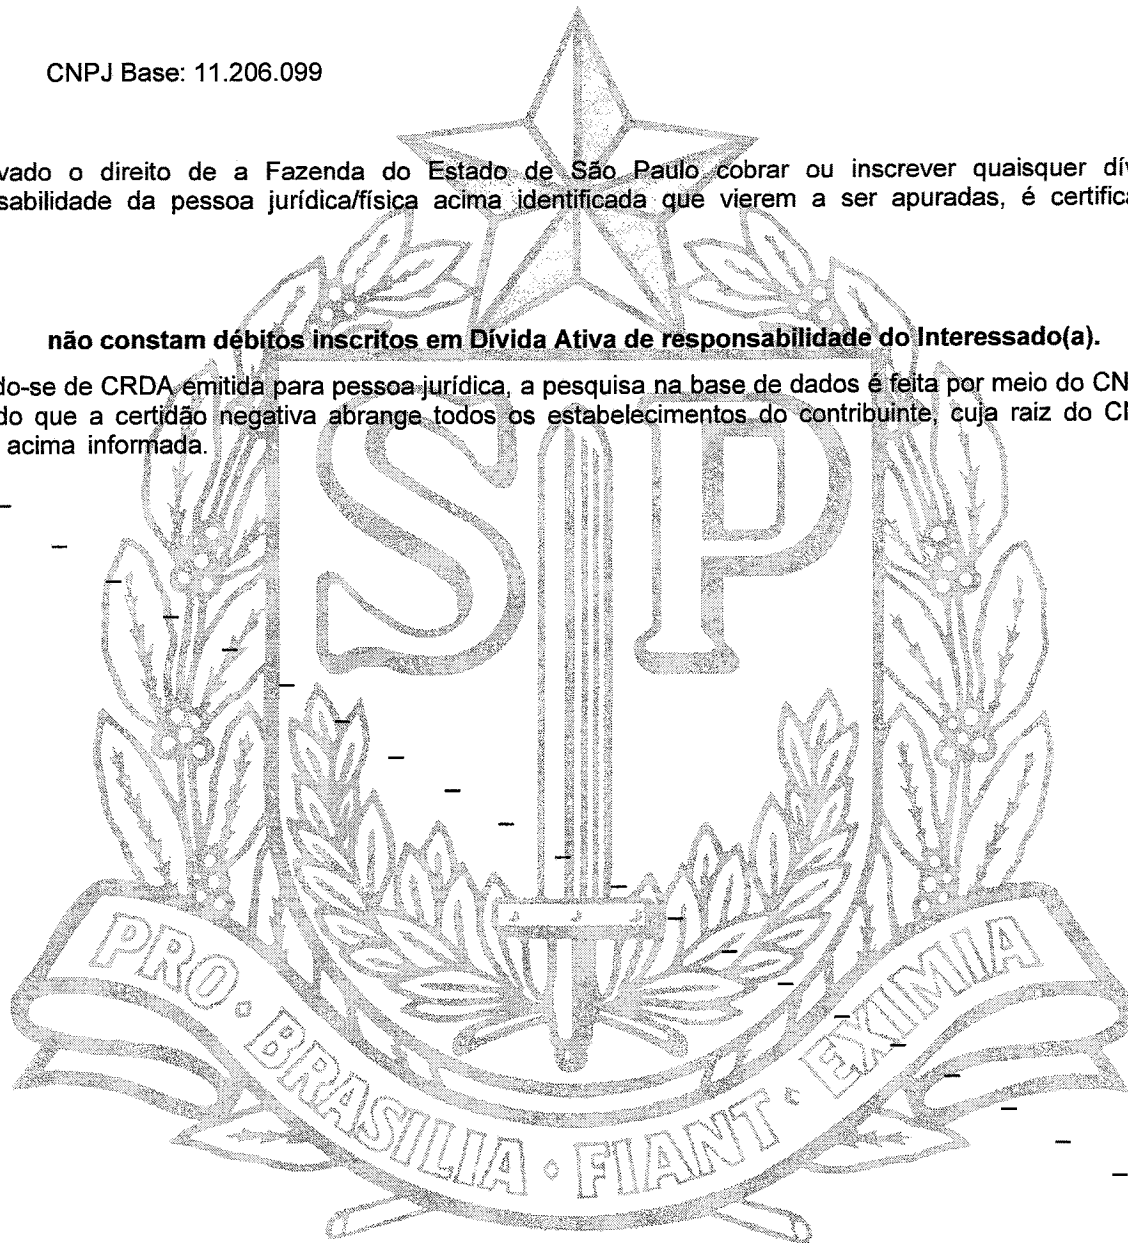 CNPJ Base: 11.206.099
vado o direito de a Fazenda do Estado de São Paulo cobrar ou inscrever quaisquer dív
sabilidade da pessoa jurídica/física acima identificada que vierem a ser apuradas, é certifica
não constam débitos inscritos em Dívida Ativa de responsabilidade do Interessado(a).
do-se de CRDA emitida para pessoa jurídica, a pesquisa na base de dados é feita por meio do CN
do que a certidão negativa abrange todos os estabelecimentos do contribuinte, cuja raiz do CN
acima informada.
SP
PRO · BRASILIA · FIANT · EXIMIA